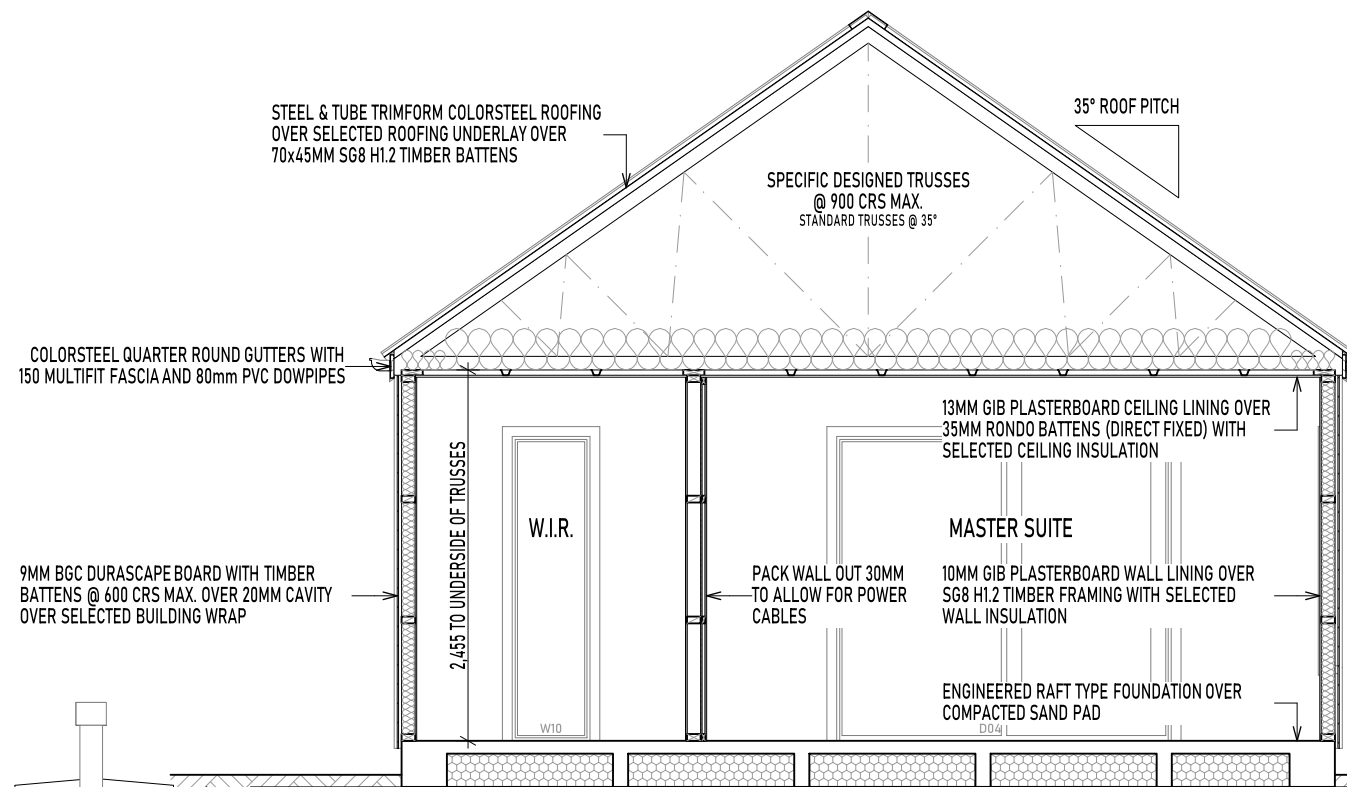 STEEL & TUBE TRIMFORM COLORSTEEL ROOFING
OVER SELECTED ROOFING UNDERLAY OVER
70x45MM SG8 H1.2 TIMBER BATTENS
35° ROOF PITCH
SPECIFIC DESIGNED TRUSSES
@ 900 CRS MAX.
STANDARD TRUSSES @ 35°
COLORSTEEL QUARTER ROUND GUTTERS WITH
150 MULTIFIT FASCIA AND 80mm PVC DOWPIPES
13MM GIB PLASTERBOARD CEILING LINING OVER
35MM RONDO BATTENS (DIRECT FIXED) WITH
SELECTED CEILING INSULATION
2,455 TO UNDERSIDE OF TRUSSES
W.I.R.
MASTER SUITE
9MM BGC DURASCAPE BOARD WITH TIMBER
BATTENS @ 600 CRS MAX. OVER 20MM CAVITY
OVER SELECTED BUILDING WRAP
PACK WALL OUT 30MM
TO ALLOW FOR POWER
CABLES
10MM GIB PLASTERBOARD WALL LINING OVER
SG8 H1.2 TIMBER FRAMING WITH SELECTED
WALL INSULATION
ENGINEERED RAFT TYPE FOUNDATION OVER
COMPACTED SAND PAD
W10
D04